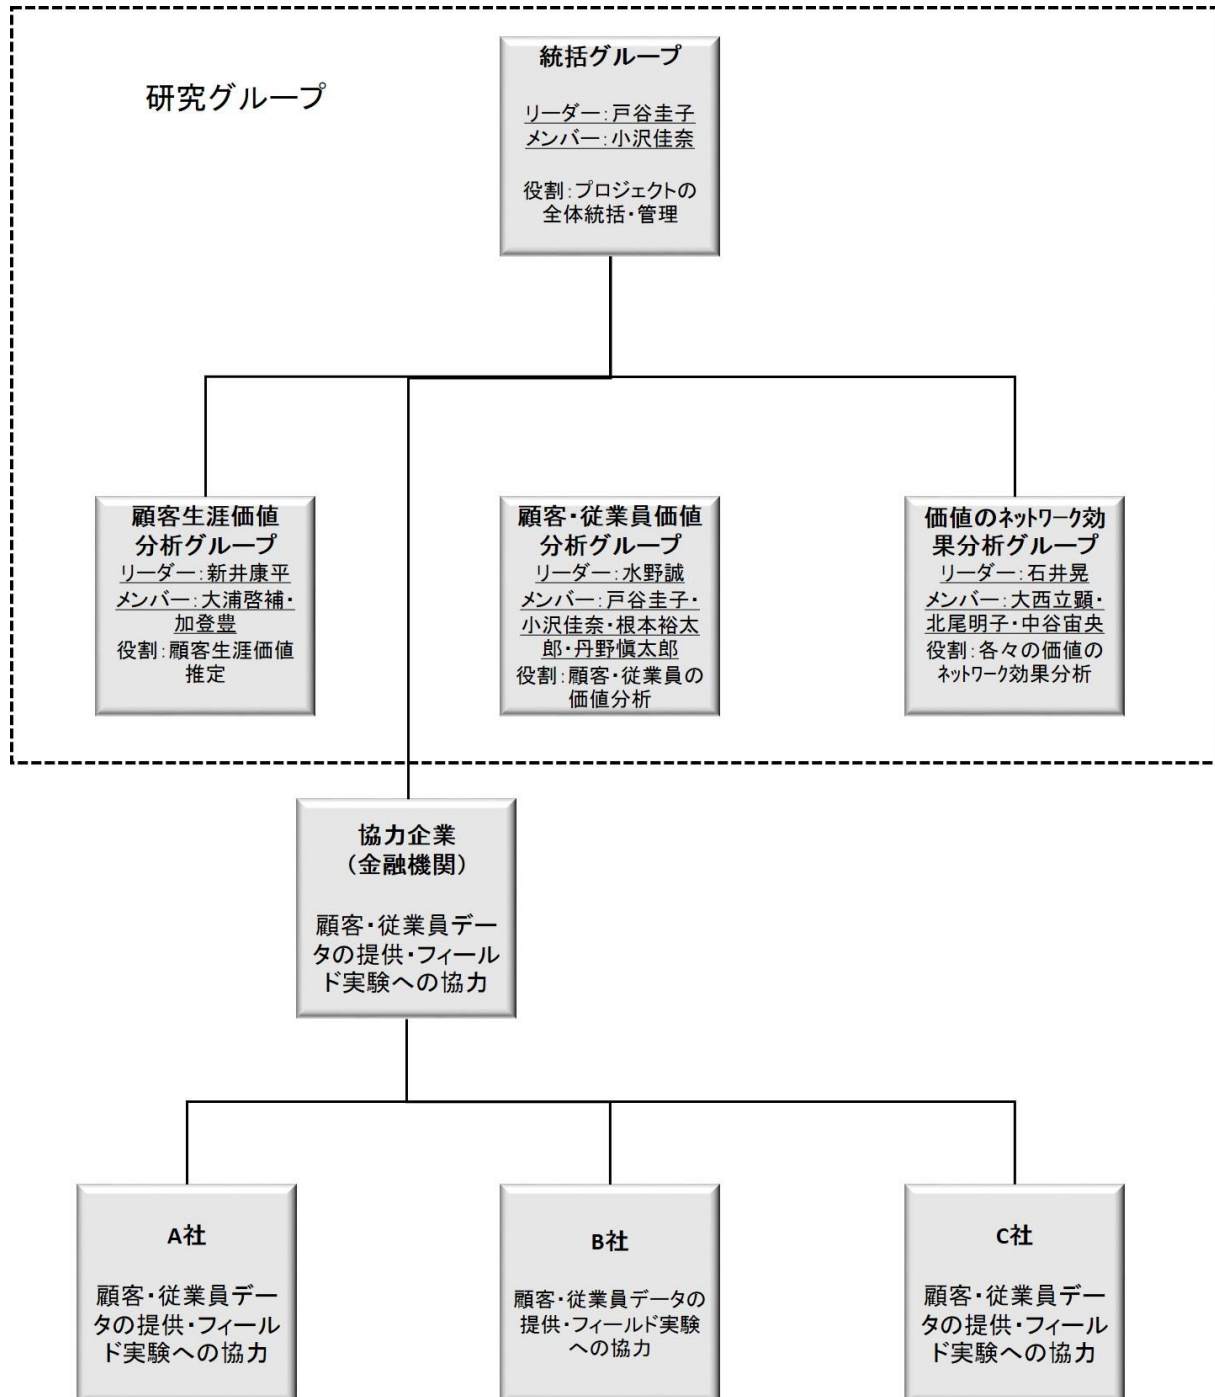 研究グループ
統括グループ
リーダー：戸谷圭子
メンバー：小沢佳奈
役割：プロジェクトの
全体統括・管理
顧客生涯価値
分析グループ
リーダー：新井康平
メンバー：大浦啓補・
加登豊
役割：顧客生涯価値
推定
顧客・従業員価値
分析グループ
リーダー：水野誠
メンバー：戸谷圭子・
小沢佳奈・根本裕太
郎・丹野愼太郎
役割：顧客・従業員の
価値分析
価値のネットワーク効
果分析グループ
リーダー：石井晃
メンバー：大西立顕・
北尾明子・中谷宙央
役割：各々の価値の
ネットワーク効果分析
協力企業
（金融機関）
顧客・従業員デー
タの提供・フィール
ド実験への協力
A社
顧客・従業員デー
タの提供・フィール
ド実験への協力
B社
顧客・従業員データの
提供・フィールド実験
への協力
C社
顧客・従業員デー
タの提供・フィール
ド実験への協力